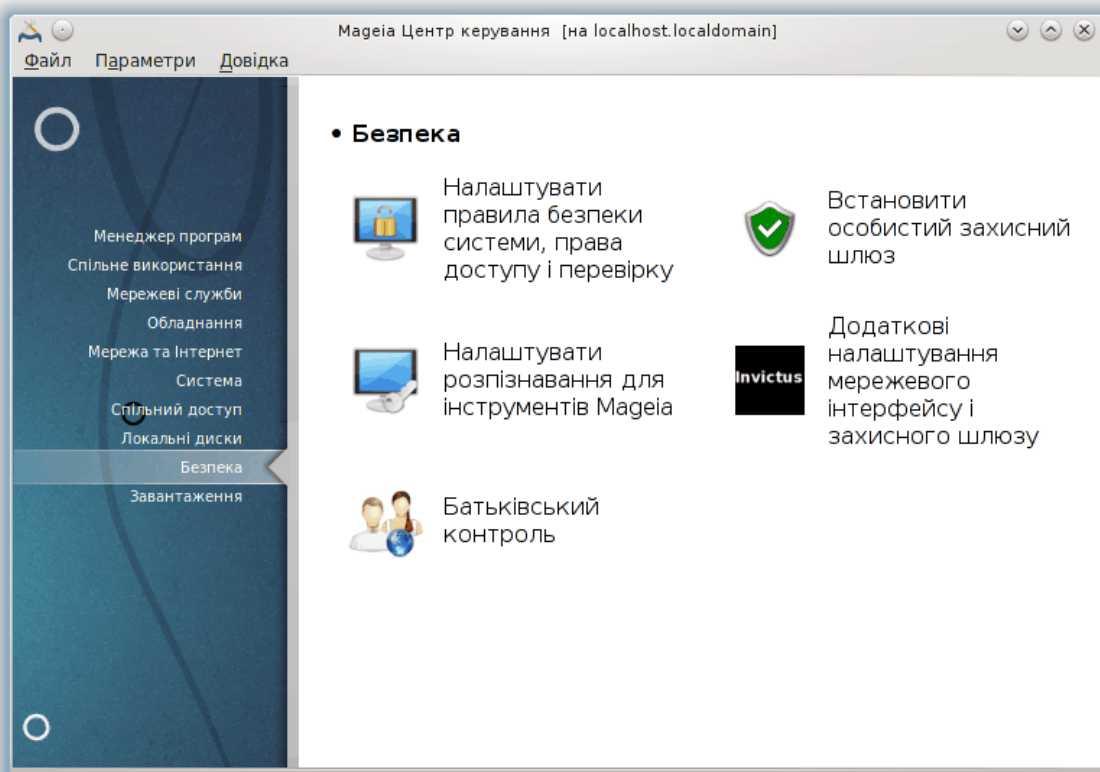 Mageia Центр керування [на localhost.localdomain]
Файл Параметри Довідка
Менеджер програм
Спільне використання
Мережеві служби
Обладнання
Мережа та Інтернет
Система
Спільний доступ
Локальні диски
Безпека
Завантаження
• Безпека
Налаштувати
правила безпеки
системи, права
доступу і перевірку
Встановити
особистий захисний
шлюз
Налаштувати
розпізнавання для
інструментів Mageia
Invictus
Додаткові
налаштування
мережевого
інтерфейсу і
захисного шлюзу
Батьківський
контроль